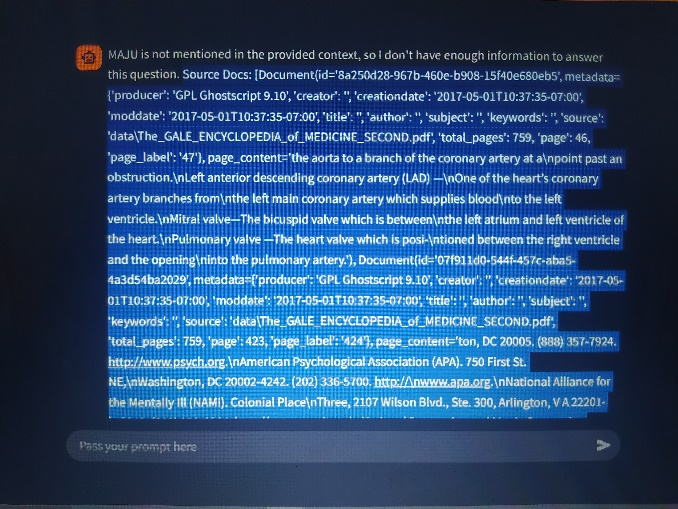 MAJU is not mentioned in the provided context, so I don't have enough information to answer
this question. Source Docs: [Document(id='8a250d28-967b-460e-b908-15f40e680eb5', metadata=
{'producer': 'GPL Ghostscript 9.10', 'creator': '', 'creationdate': '2017-05-01T10:37:35-07:00',
'moddate': '2017-05-01T10:37:35-07:00', 'title': '', 'author': '', 'subject': '', 'keywords': '', 'source':
'data\The_GALE_ENCYCLOPEDIA_of_MEDICINE_SECOND.pdf', 'total_pages': 759, 'page': 46,
'page_label': '47'}, page_content='the aorta to a branch of the coronary artery at a\npoint past an
obstruction.\nLeft anterior descending coronary artery (LAD) —\nOne of the heart's coronary
artery branches from\nthe left main coronary artery which supplies blood\nto the left
ventricle.\nMitral valve—The bicuspid valve which is between\nthe left atrium and left ventricle of
the heart.\nPulmonary valve —The heart valve which is posi-\ntioned between the right ventricle
and the opening\ninto the pulmonary artery.'), Document(id='07f911d0-544f-457c-aba5-
4a3d54ba2029', metadata={'producer': 'GPL Ghostscript 9.10', 'creator': '', 'creationdate': '2017-05-
01T10:37:35-07:00', 'moddate': '2017-05-01T10:37:35-07:00', 'title': '', 'author': '', 'subject': '',
'keywords': '', 'source': 'data\The_GALE_ENCYCLOPEDIA_of_MEDICINE_SECOND.pdf',
'total_pages': 759, 'page': 423, 'page_label': '424'}, page_content='ton, DC 20005. (888) 357-7924.
http://www.psych.org.\nAmerican Psychological Association (APA). 750 First St.
NE,\nWashington, DC 20002-4242. (202) 336-5700. http://\nwww.apa.org.\nNational Alliance for
the Mentally Ill (NAMI). Colonial Place\nThree, 2107 Wilson Blvd., Ste. 300, Arlington, VA 22201-
Pass your prompt here